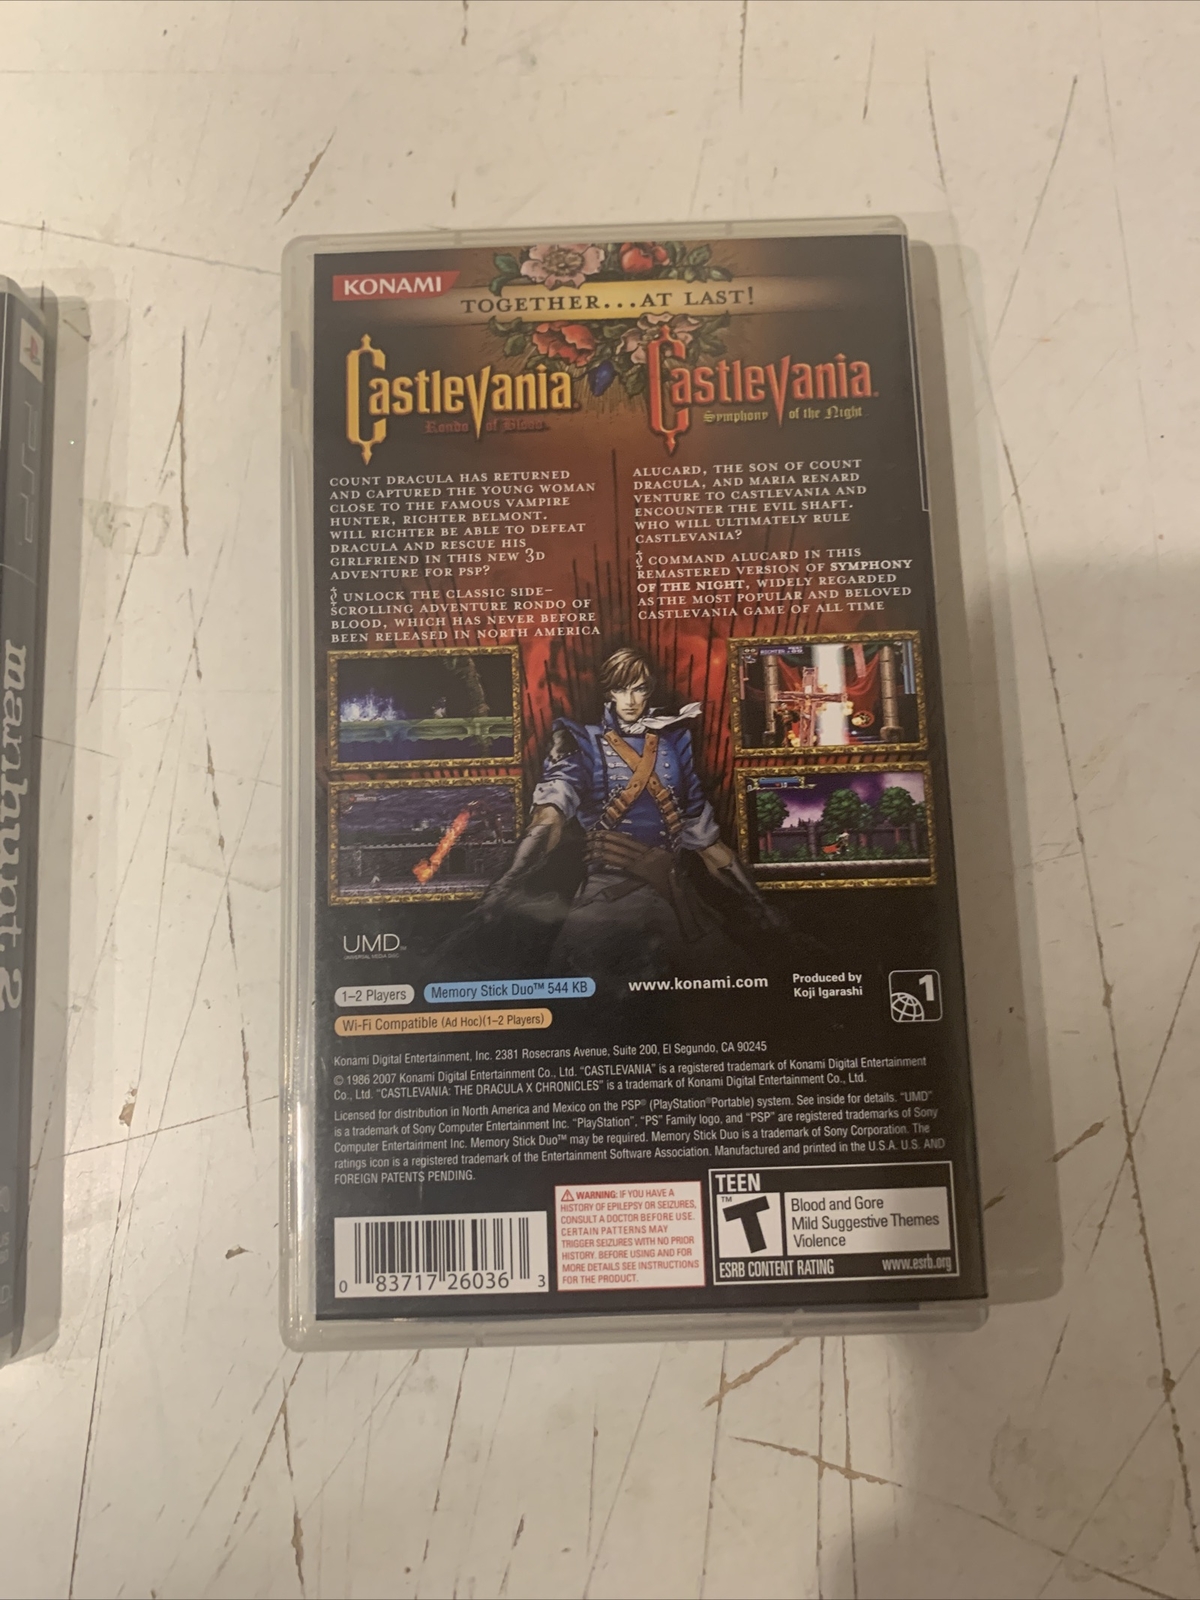 KONAMI
TOGETHER...AT LAST!
Castlevania
Rondo of Blood
COUNT DRACULA HAS RETURNED
AND CAPTURED THE YOUNG WOMAN
CLOSE TO THE FAMOUS VAMPIRE
HUNTER, RICHTER BELMONT.
WILL RICHTER BE ABLE TO DEFEAT
DRACULA AND RESCUE HIS
GIRLFRIEND IN THIS NEW 3D
ADVENTURE FOR PSP?
UNLOCK THE CLASSIC SIDE-
SCROLLING ADVENTURE RONDO OF
BLOOD, WHICH HAS NEVER BEFORE
BEEN RELEASED IN NORTH AMERICA
Castlevania
Symphony of the Night
ALUCARD, THE SON OF COUNT
DRACULA, AND MARIA RENARD
VENTURE TO CASTLEVANIA AND
ENCOUNTER THE EVIL SHAFT.
WHO WILL ULTIMATELY RULE
CASTLEVANIA?
COMMAND ALUCARD IN THIS
REMASTERED VERSION OF SYMPHONY
OF THE NIGHT, WIDELY REGARDED
AS THE MOST POPULAR AND BELOVED
CASTLEVANIA GAME OF ALL TIME
UMD™
UNIVERSAL MEDIA DISC
1-2 Players
Memory Stick Duo™ 544 KB
Wi-Fi Compatible (Ad Hoc)(1-2 Players)
www.konami.com
Produced by
Koji Igarashi
1
Konami Digital Entertainment, Inc. 2381 Rosecrans Avenue, Suite 200, El Segundo, CA 90245
© 1986 2007 Konami Digital Entertainment Co., Ltd. "CASTLEVANIA" is a registered trademark of Konami Digital Entertainment
Co., Ltd. "CASTLEVANIA: THE DRACULA X CHRONICLES" is a trademark of Konami Digital Entertainment Co., Ltd.
Licensed for distribution in North America and Mexico on the PSP® (PlayStation®Portable) system. See inside for details. "UMD"
is a trademark of Sony Computer Entertainment Inc. "PlayStation", "PS" Family logo, and "PSP" are registered trademarks of Sony
Computer Entertainment Inc. Memory Stick Duo™ may be required. Memory Stick Duo is a trademark of Sony Corporation. The
ratings icon is a registered trademark of the Entertainment Software Association. Manufactured and printed in the U.S.A. U.S. AND
FOREIGN PATENTS PENDING.
0 83717 26036 3
WARNING: IF YOU HAVE A
HISTORY OF EPILEPSY OR SEIZURES,
CONSULT A DOCTOR BEFORE USE.
CERTAIN PATTERNS MAY
TRIGGER SEIZURES WITH NO PRIOR
HISTORY. BEFORE USING AND FOR
MORE DETAILS SEE INSTRUCTIONS
FOR THE PRODUCT.
TEEN
T™
Blood and Gore
Mild Suggestive Themes
Violence
ESRB CONTENT RATING www.esrb.org
PSP
manhunt 2